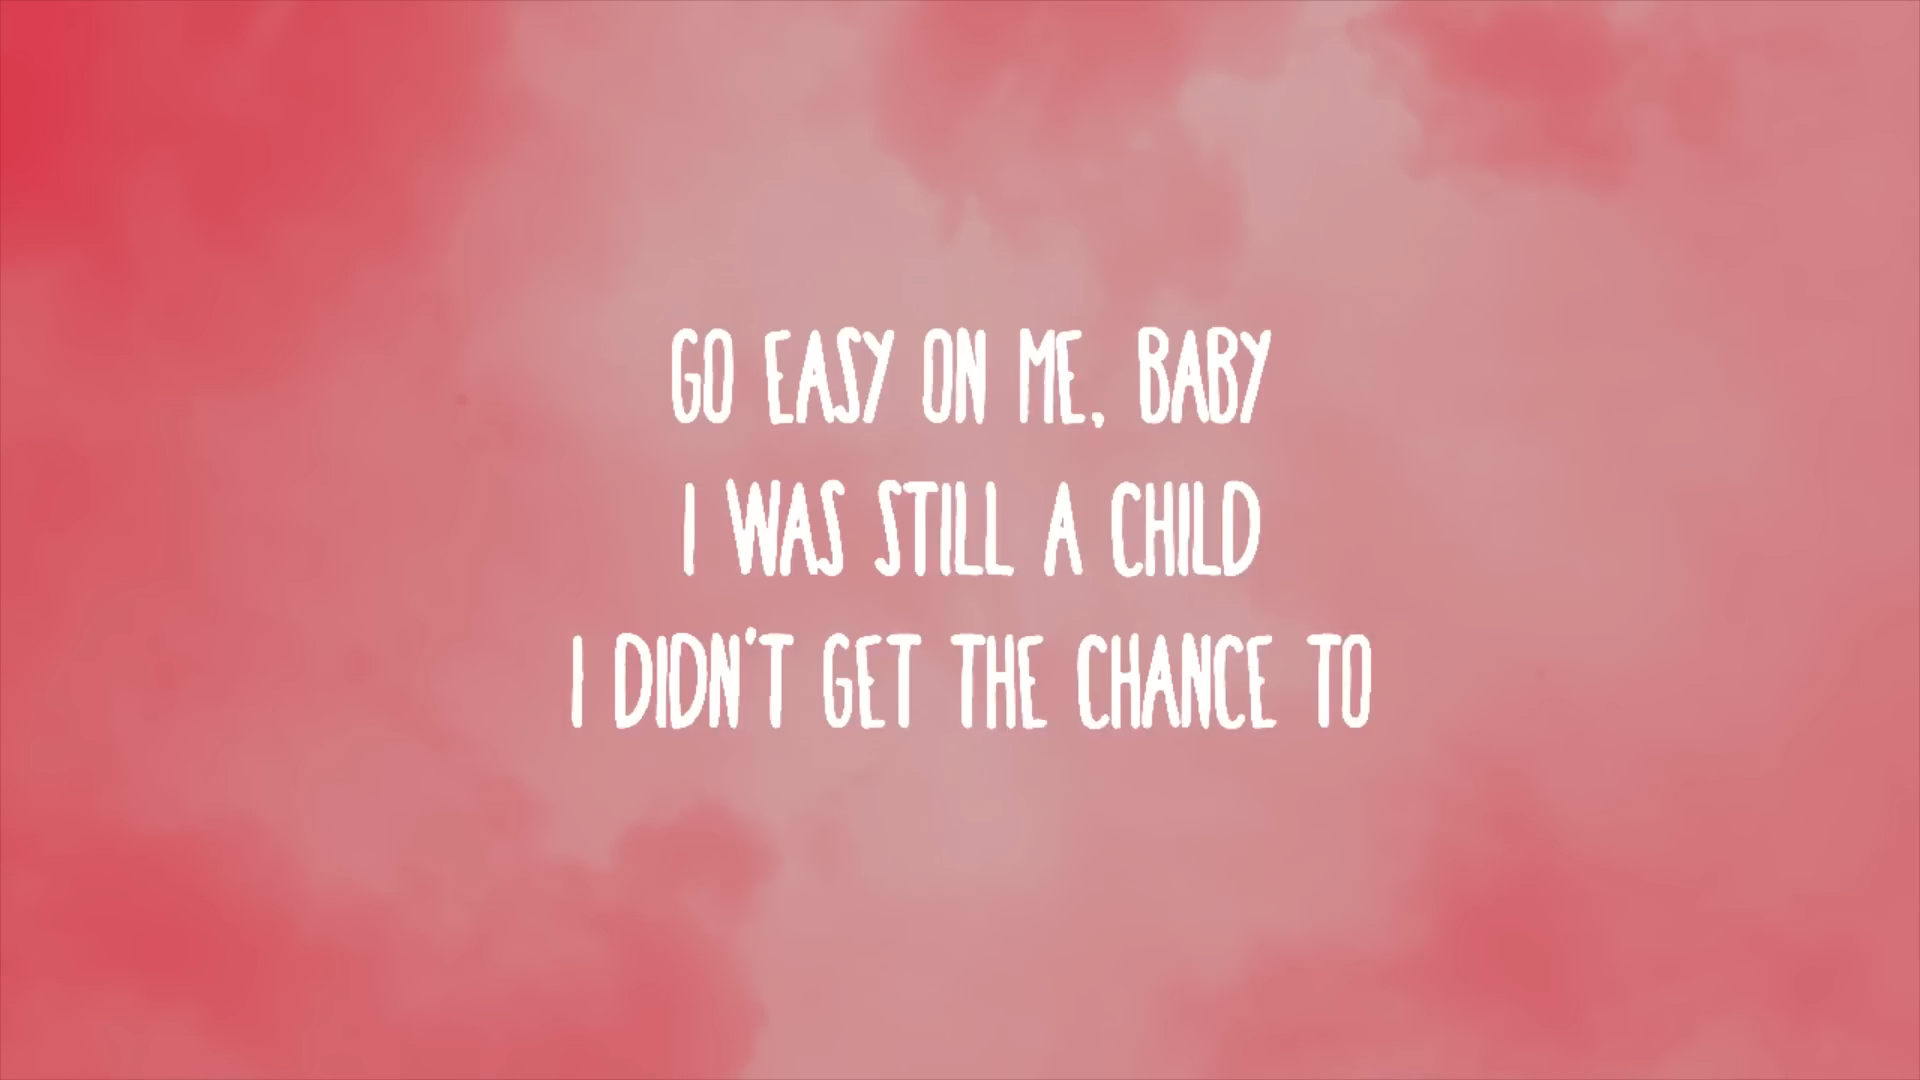 GO EASY ON ME, BABY
I WAS STILL A CHILD
I DIDN'T GET THE CHANCE TO